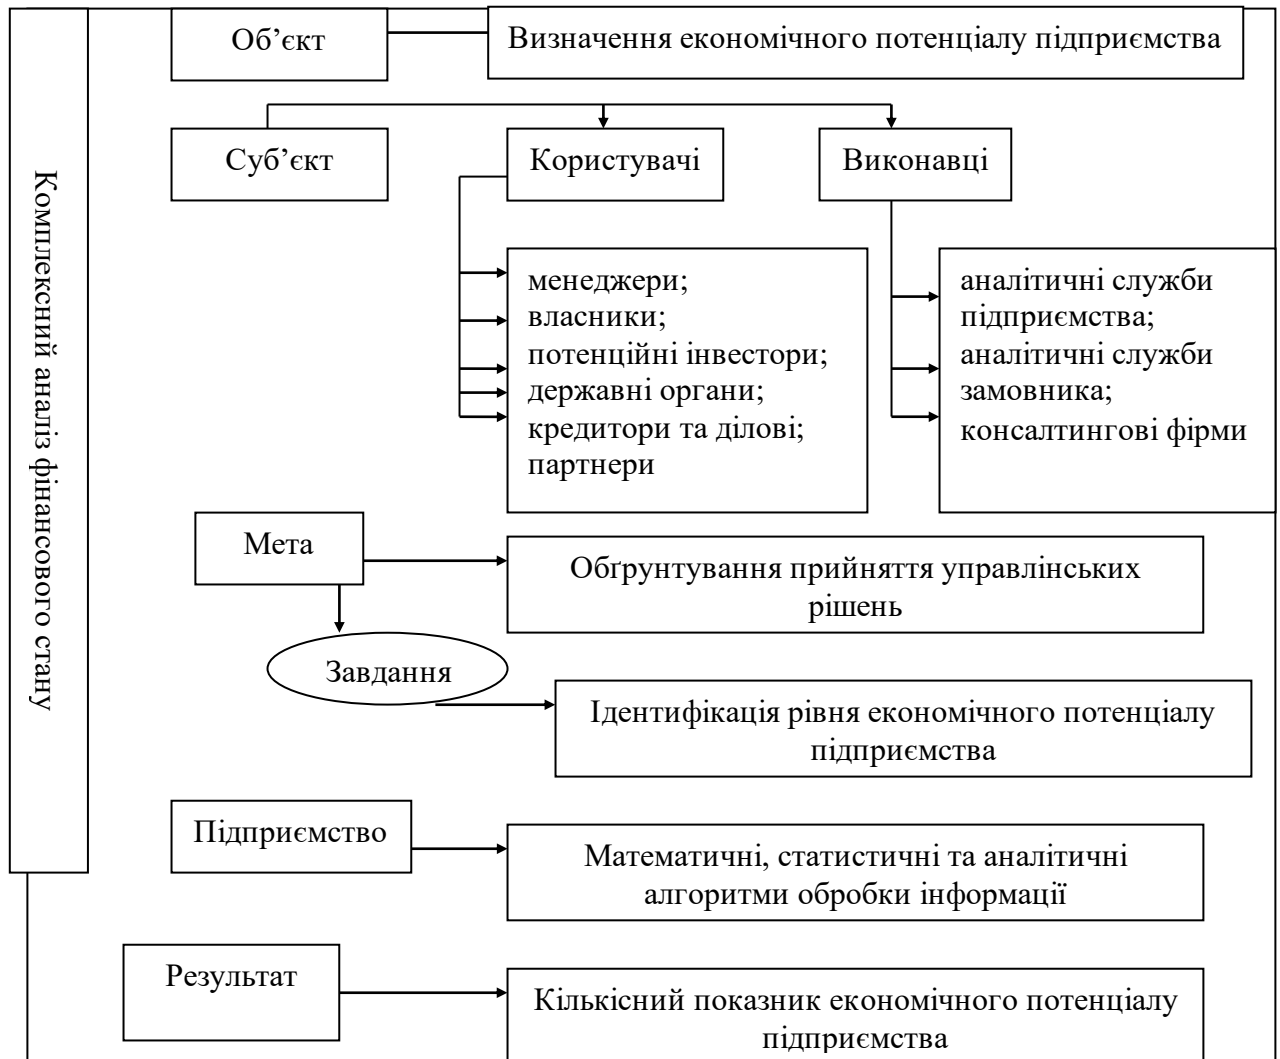 Об’єкт
Визначення економічного потенціалу підприємства
Комплексний аналіз фінансового стану
Суб’єкт
Користувачі
Виконавці
менеджери;
власники;
потенційні інвестори;
державні органи;
кредитори та ділові;
партнери
аналітичні служби
підприємства;
аналітичні служби
замовника;
консалтингові фірми
Мета
Обґрунтування прийняття управлінських
рішень
Завдання
Ідентифікація рівня економічного потенціалу
підприємства
Підприємство
Математичні, статистичні та аналітичні
алгоритми обробки інформації
Результат
Кількісний показник економічного потенціалу
підприємства